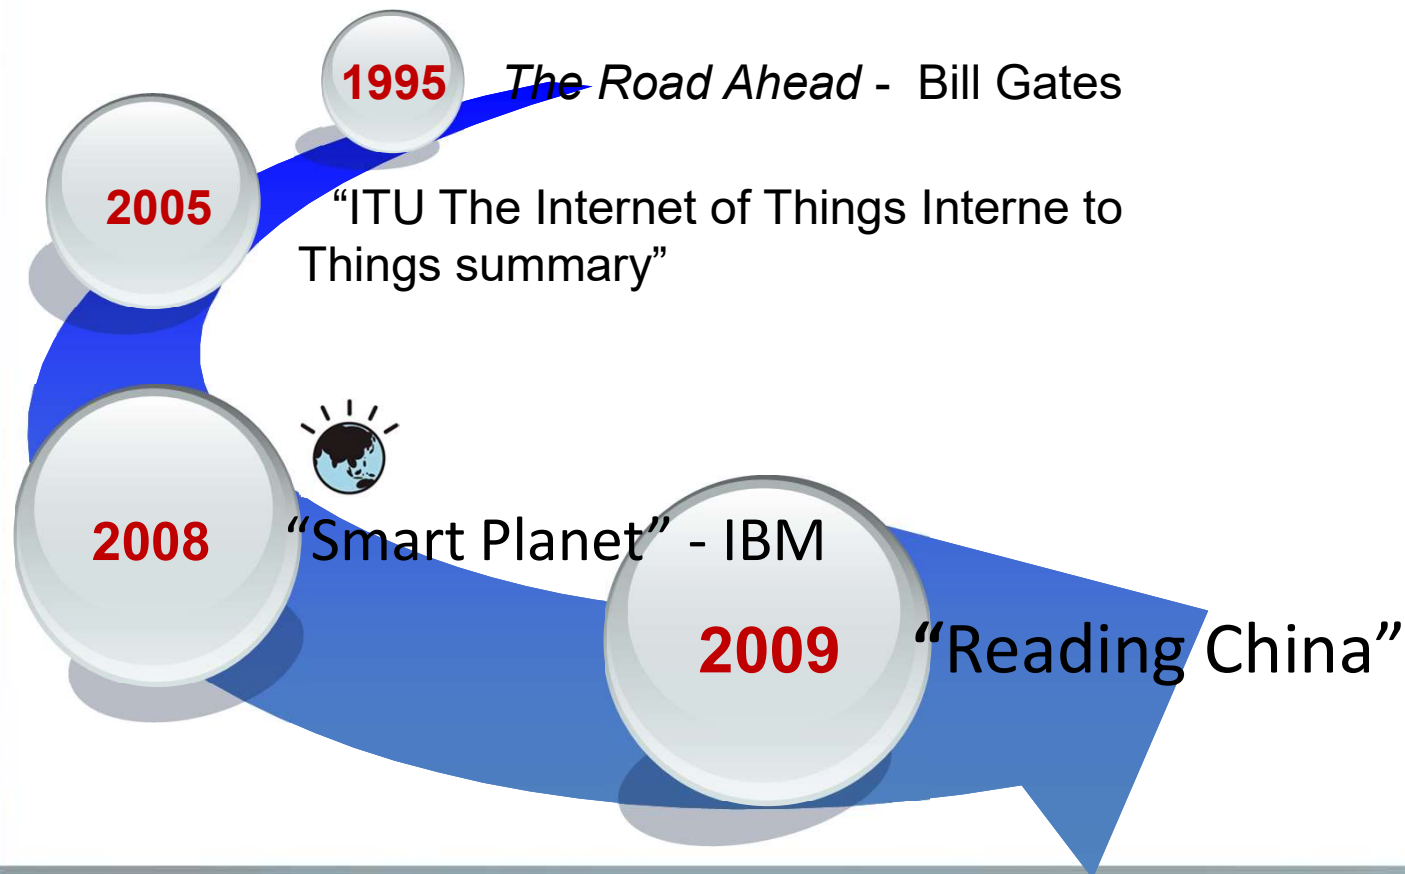 1995 The Road Ahead - Bill Gates
2005 “ITU The Internet of Things Interne to
Things summary”
2008 “Smart Planet” - IBM
2009 “Reading China”